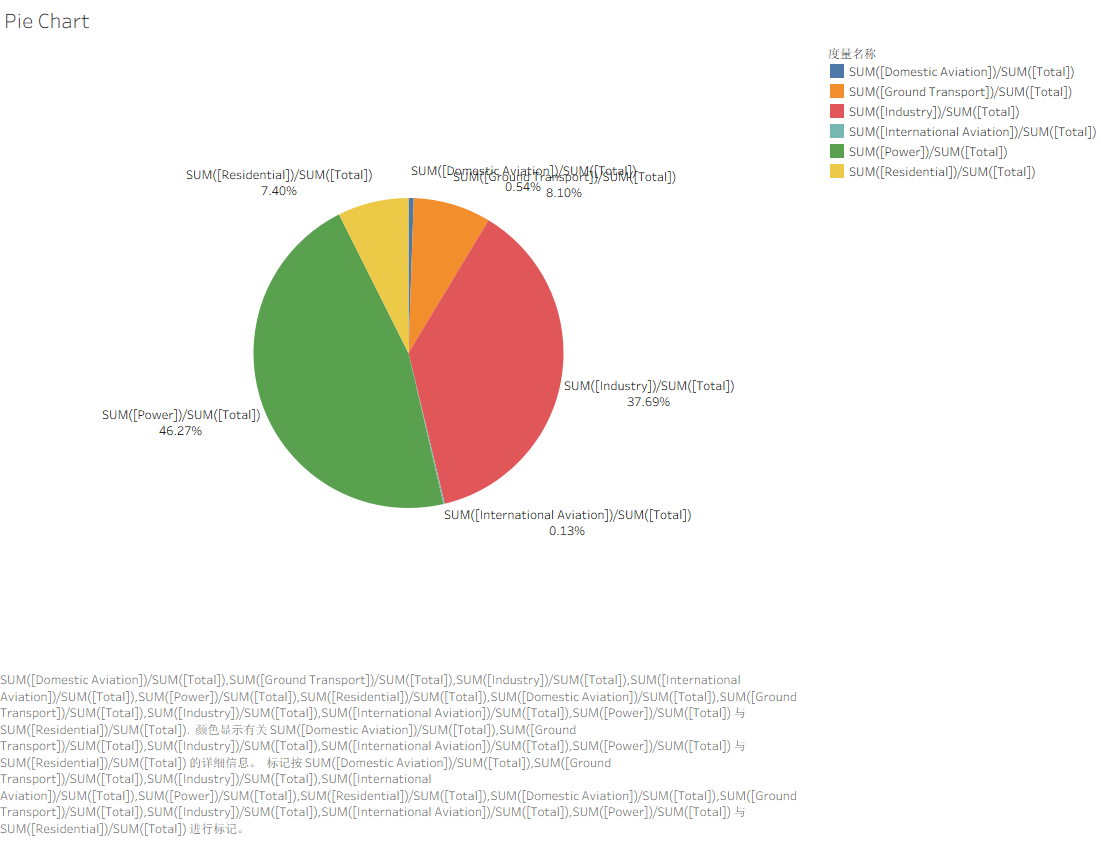 Pie Chart
度量名称
SUM([Domestic Aviation])/SUM([Total])
SUM([Ground Transport])/SUM([Total])
SUM([Industry])/SUM([Total])
SUM([International Aviation])/SUM([Total])
SUM([Power])/SUM([Total])
SUM([Residential])/SUM([Total])
SUM([Residential])/SUM([Total])
7.40%
SUM([Domestic Aviation])/SUM([Total])
0.54%
SUM([Ground Transport])/SUM([Total])
8.10%
SUM([Industry])/SUM([Total])
37.69%
SUM([Power])/SUM([Total])
46.27%
SUM([International Aviation])/SUM([Total])
0.13%
SUM([Domestic Aviation])/SUM([Total]),SUM([Ground Transport])/SUM([Total]),SUM([Industry])/SUM([Total]),SUM([International
Aviation])/SUM([Total]),SUM([Power])/SUM([Total]),SUM([Residential])/SUM([Total]),SUM([Domestic Aviation])/SUM([Total]),SUM([Ground
Transport])/SUM([Total]),SUM([Industry])/SUM([Total]),SUM([International Aviation])/SUM([Total]),SUM([Power])/SUM([Total]) 与
SUM([Residential])/SUM([Total]). 颜色显示有关 SUM([Domestic Aviation])/SUM([Total]),SUM([Ground
Transport])/SUM([Total]),SUM([Industry])/SUM([Total]),SUM([International Aviation])/SUM([Total]),SUM([Power])/SUM([Total]) 与
SUM([Residential])/SUM([Total]) 的详细信息。 标记按 SUM([Domestic Aviation])/SUM([Total]),SUM([Ground
Transport])/SUM([Total]),SUM([Industry])/SUM([Total]),SUM([International
Aviation])/SUM([Total]),SUM([Power])/SUM([Total]),SUM([Residential])/SUM([Total]),SUM([Domestic Aviation])/SUM([Total]),SUM([Ground
Transport])/SUM([Total]),SUM([Industry])/SUM([Total]),SUM([International Aviation])/SUM([Total]),SUM([Power])/SUM([Total]) 与
SUM([Residential])/SUM([Total]) 进行标记。